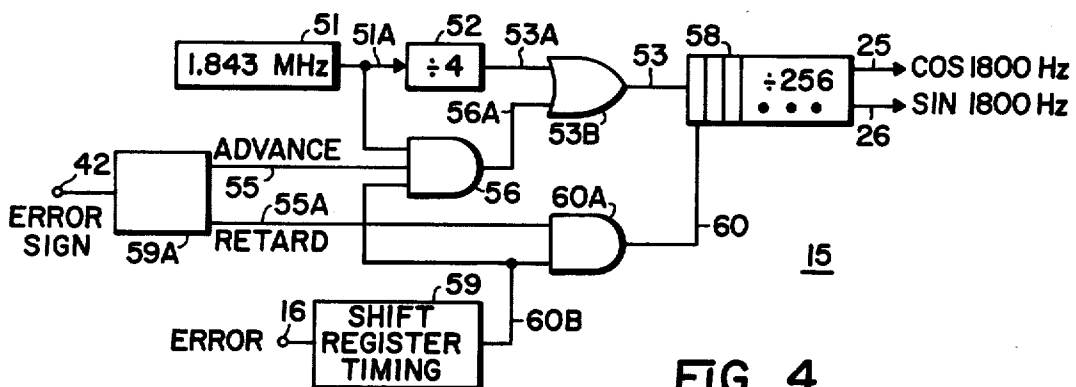 51
51A
52
53A
53
58
25
1.843 MHz
÷4
÷256
COS 1800 Hz
SIN 1800 Hz
26
56A
53B
ADVANCE
42
55
56
60A
55A
ERROR
SIGN
59A
RETARD
60
15
59
16
SHIFT
REGISTER
TIMING
60B
ERROR
FIG 4